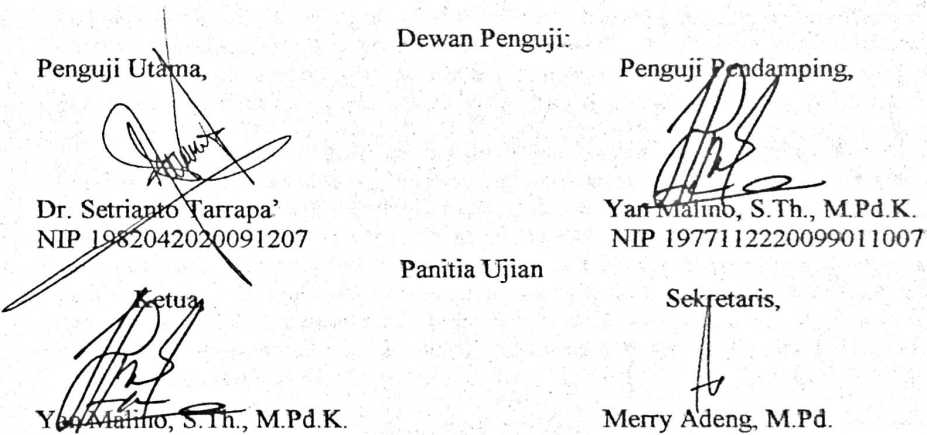 Dewan Penguji:
Penguji Utama,
Penguji Pendamping,
Dr. Setrianto Tarrapa'
Yan Malino, S.Th., M.Pd.K.
NIP 1982042020091207
NIP 1977112220099011007
Panitia Ujian
Ketua,
Sekretaris,
Yan Malino, S.Th., M.Pd.K.
Merry Adeng, M.Pd.